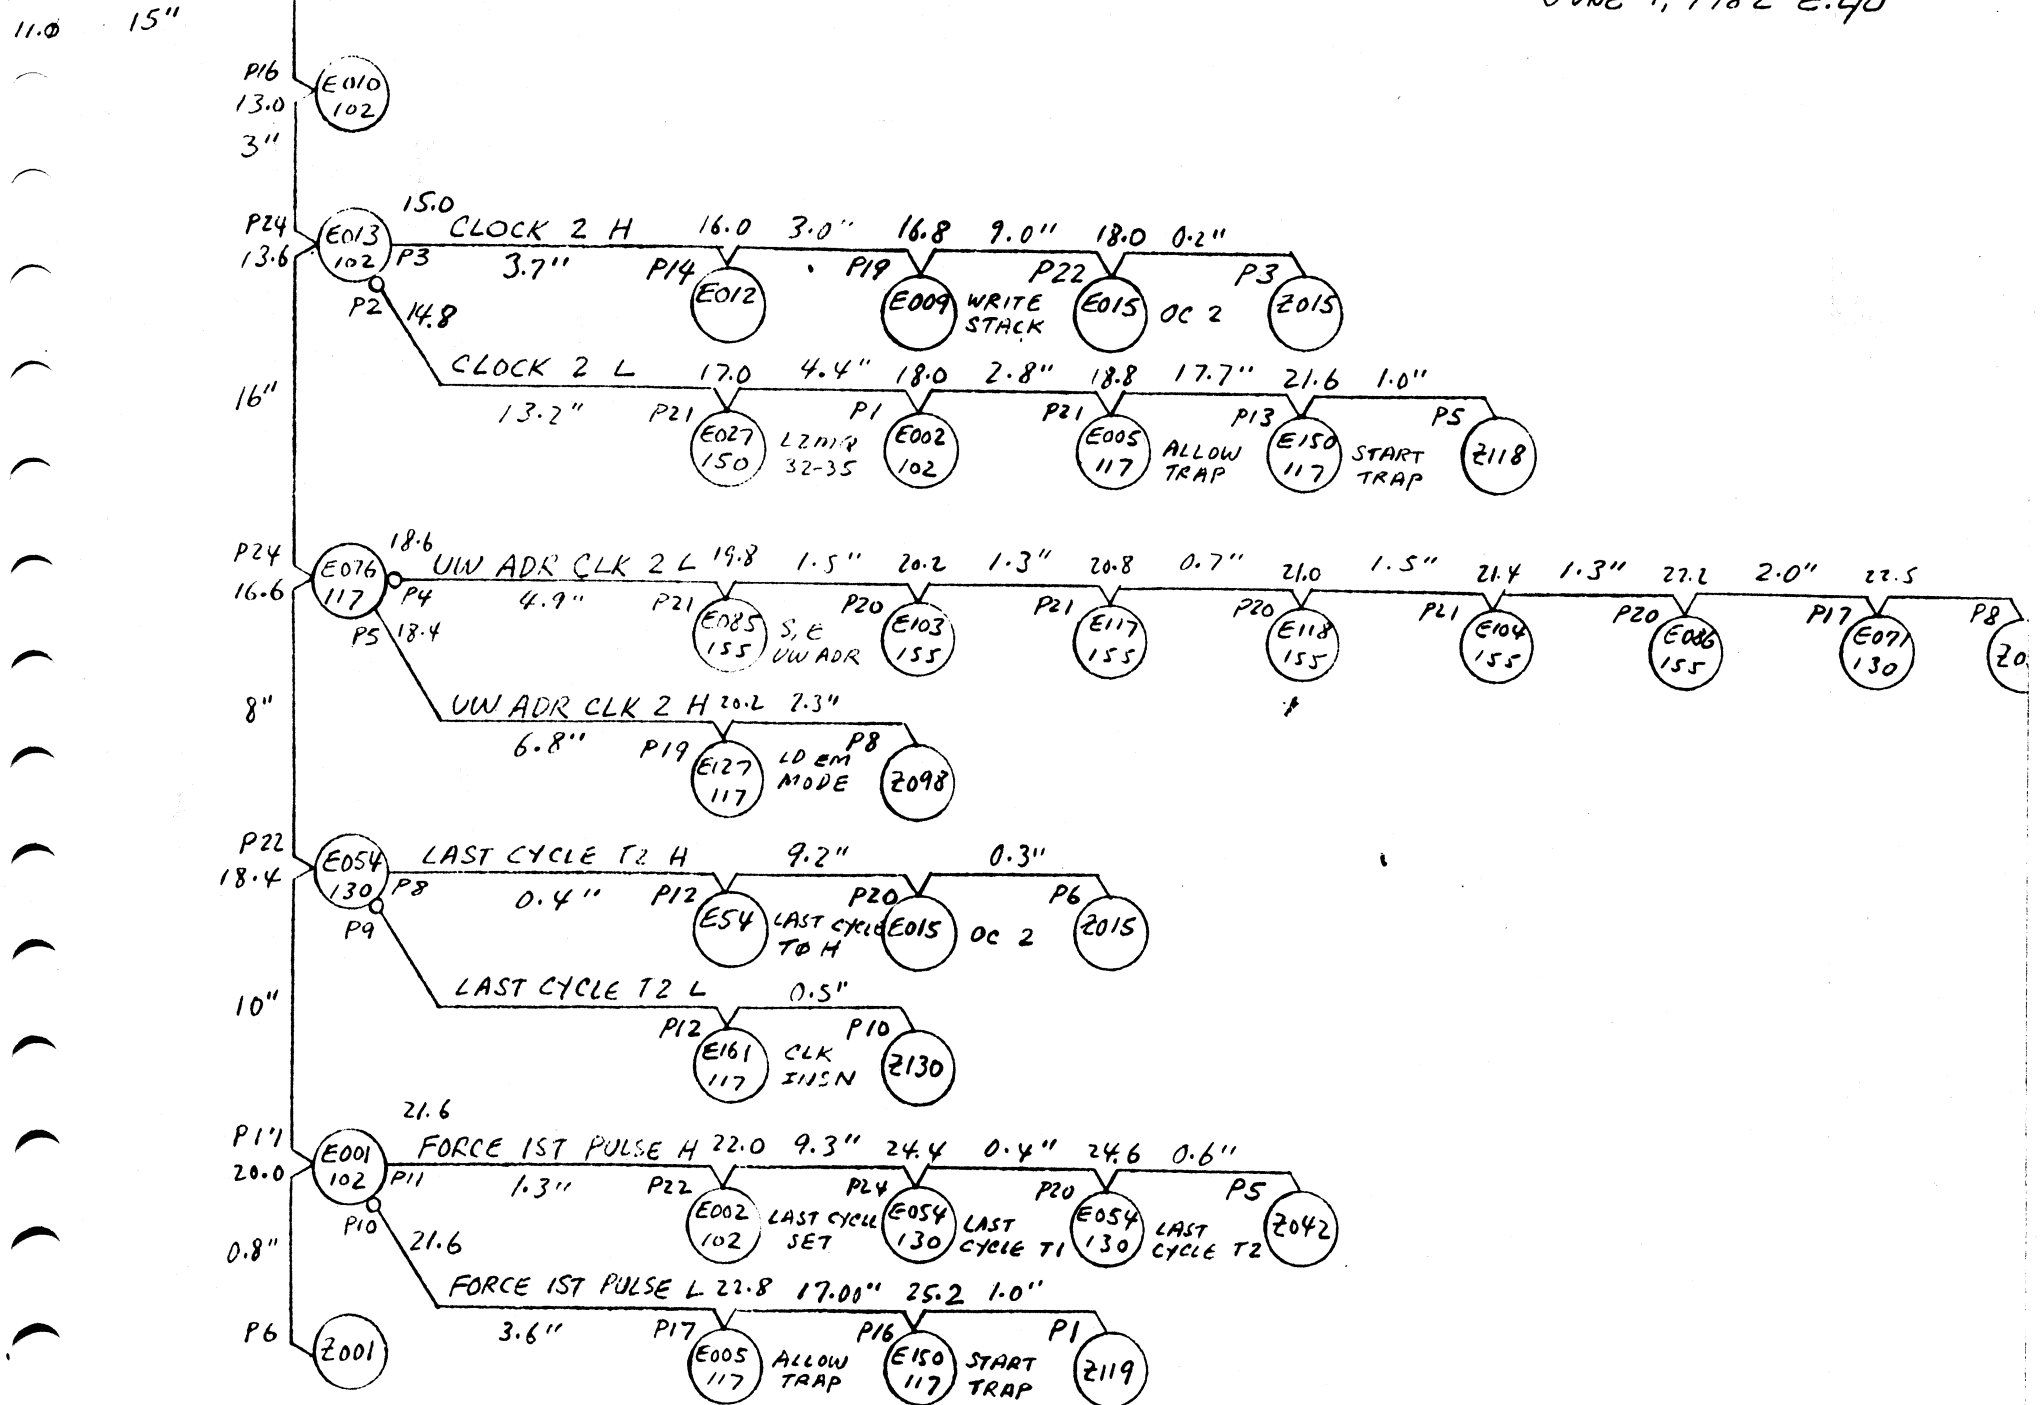 11.0 15"
JUNE 1, 1982 E.40
P16 E010
13.0 102
3"
15.0
P24 E013 CLOCK 2 H 16.0 3.0" 16.8 9.0" 18.0 0.2"
13.6 102 P3 3.7" P14 P19 P22 P3
E012 E009 WRITE STACK E015 OC 2 Z015
P2 14.8
CLOCK 2 L 17.0 4.4" 18.0 2.8" 18.8 17.7" 21.6 1.0"
16" 13.2" P21 P1 P21 P13 P5
E027 E002 E005 ALLOW E150 START Z118
150 32-35 102 117 TRAP 117 TRAP
18.6
P24 E076 UW ADR CLK 2 L 19.8 1.5" 20.2 1.3" 20.8 0.7" 21.0 1.5" 21.4 1.3" 22.2 2.0" 22.5
16.6 117 P4 4.9" P21 P20 P21 P20 P21 P20 P17 P8
E085 S, E E103 E117 E118 E104 E086 E071
155 UW ADR 155 155 155 155 155 130
P5 18.4
8" UW ADR CLK 2 H 20.2 2.3"
6.8" P19 P8
E127 LD EM Z098
117 MODE
P22 E054 LAST CYCLE T2 H 9.2" 0.3"
18.4 130 P8 0.4" P12 P20 P6
P9 E54 LAST CYCLE E015 OC 2 Z015
T0 H
10" LAST CYCLE T2 L 0.5"
P12 P10
E161 CLK Z130
117 INSN
21.6
P17 E001 FORCE 1ST PULSE H 22.0 9.3" 24.4 0.4" 24.6 0.6"
20.0 102 P11 1.3" P22 P24 P20 P5
E002 LAST CYCLE E054 LAST E054 LAST Z042
102 SET 130 CYCLE T1 130 CYCLE T2
P10 21.6
0.8" FORCE 1ST PULSE L 22.8 17.00" 25.2 1.0"
3.6" P17 P16 P1
P6 Z001 E005 ALLOW E150 START Z119
117 TRAP 117 TRAP